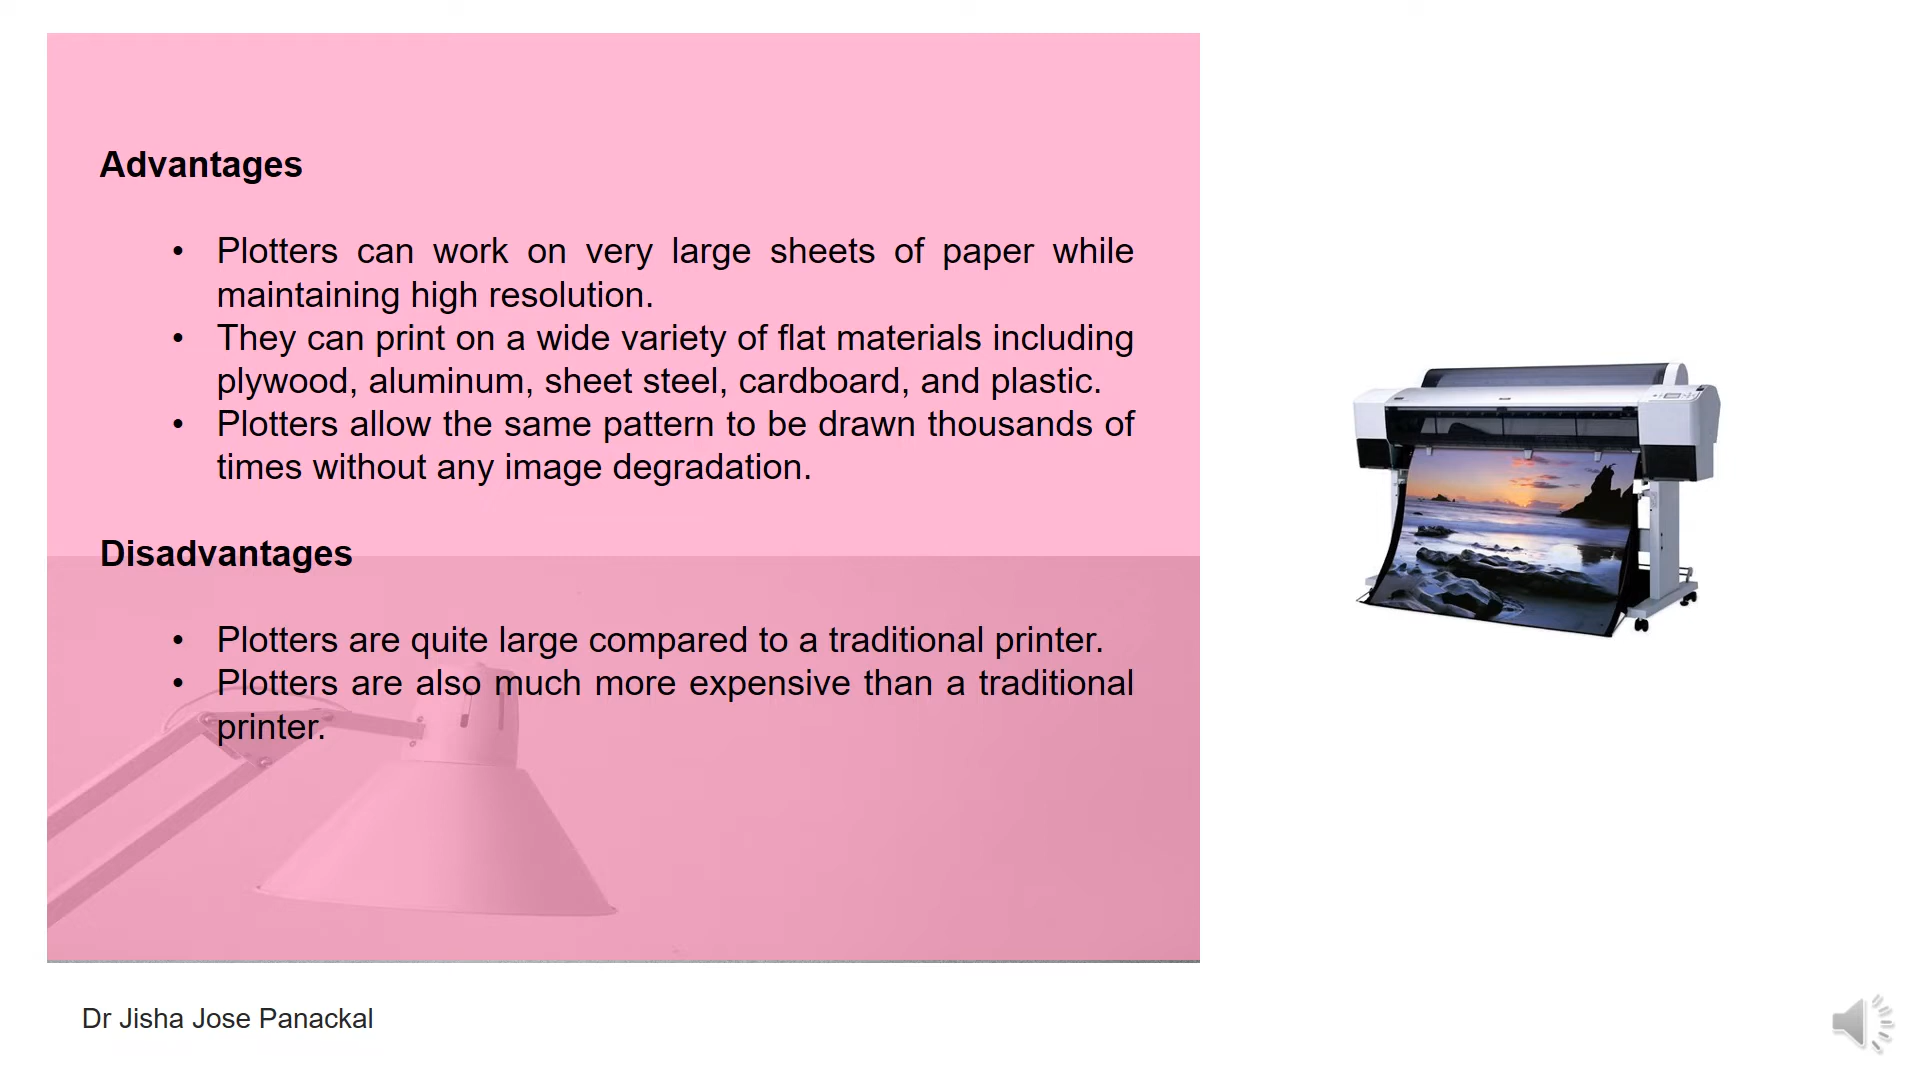 Advantages
• Plotters can work on very large sheets of paper while
maintaining high resolution.
• They can print on a wide variety of flat materials including
plywood, aluminum, sheet steel, cardboard, and plastic.
• Plotters allow the same pattern to be drawn thousands of
times without any image degradation.
Disadvantages
• Plotters are quite large compared to a traditional printer.
• Plotters are also much more expensive than a traditional
printer.
Dr Jisha Jose Panackal